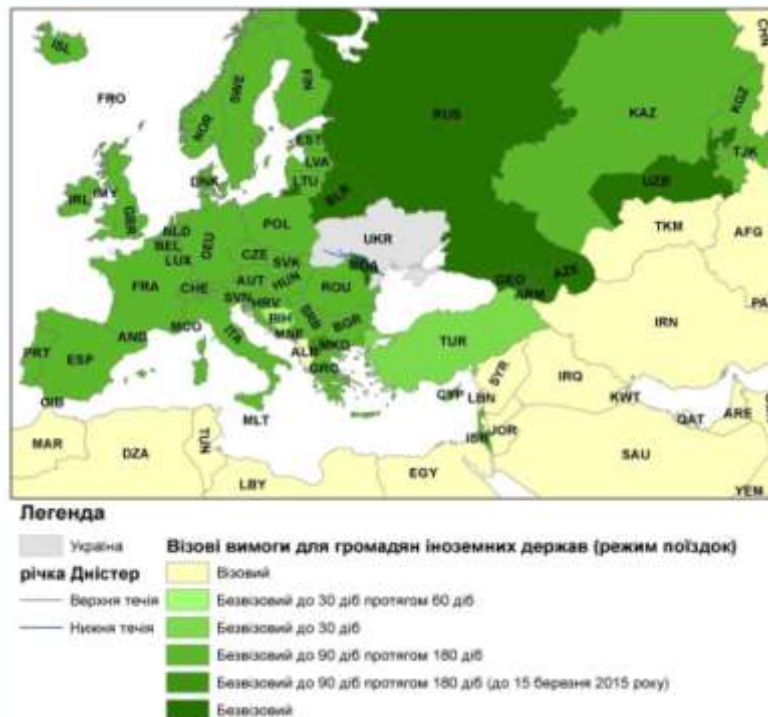 ISL
FRO
SWE
FIN
NOR
RUS
KAZ
KGZ
CHN
EST
LVA
TJK
DNK
LTU
BLR
UZB
IRL
IMY
GBR
NLD
POL
UKR
TKM
AFG
BEL
DEU
LUX
CZE
SVK
MDA
GEO
AZE
ARM
FRA
CHE
AUT
HUN
ROU
SVN
HRV
BIH
SRB
BGR
MCO
MNE
MKD
AND
ITA
ALB
GRC
TUR
IRN
PA
PRT
ESP
SYR
CYP
LBN
IRQ
KWT
GIB
MLT
ISR
JOR
QAT
ARE
MAR
DZA
TUN
LBY
EGY
SAU
YEM
Легенда
Україна
Візові вимоги для громадян іноземних держав (режим поїздок)
річка Дністер
Візовий
Верхня течія
Безвізовий до 30 діб протягом 60 діб
Нижня течія
Безвізовий до 30 діб
Безвізовий до 90 діб протягом 180 діб
Безвізовий до 90 діб протягом 180 діб (до 15 березня 2015 року)
Безвізовий